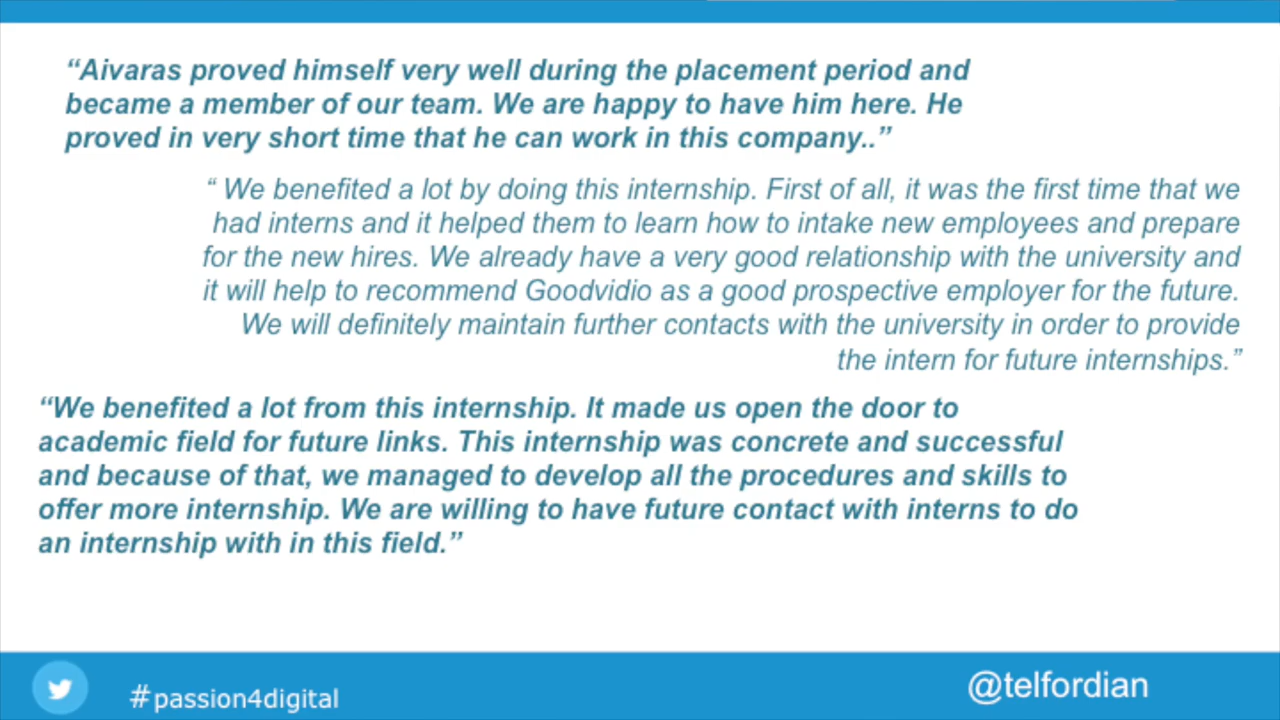 “Aivaras proved himself very well during the placement period and
became a member of our team. We are happy to have him here. He
proved in very short time that he can work in this company..”
“ We benefited a lot by doing this internship. First of all, it was the first time that we
had interns and it helped them to learn how to intake new employees and prepare
for the new hires. We already have a very good relationship with the university and
it will help to recommend Goodvidio as a good prospective employer for the future.
We will definitely maintain further contacts with the university in order to provide
the intern for future internships.”
“We benefited a lot from this internship. It made us open the door to
academic field for future links. This internship was concrete and successful
and because of that, we managed to develop all the procedures and skills to
offer more internship. We are willing to have future contact with interns to do
an internship with in this field.”
#passion4digital
@telfordian